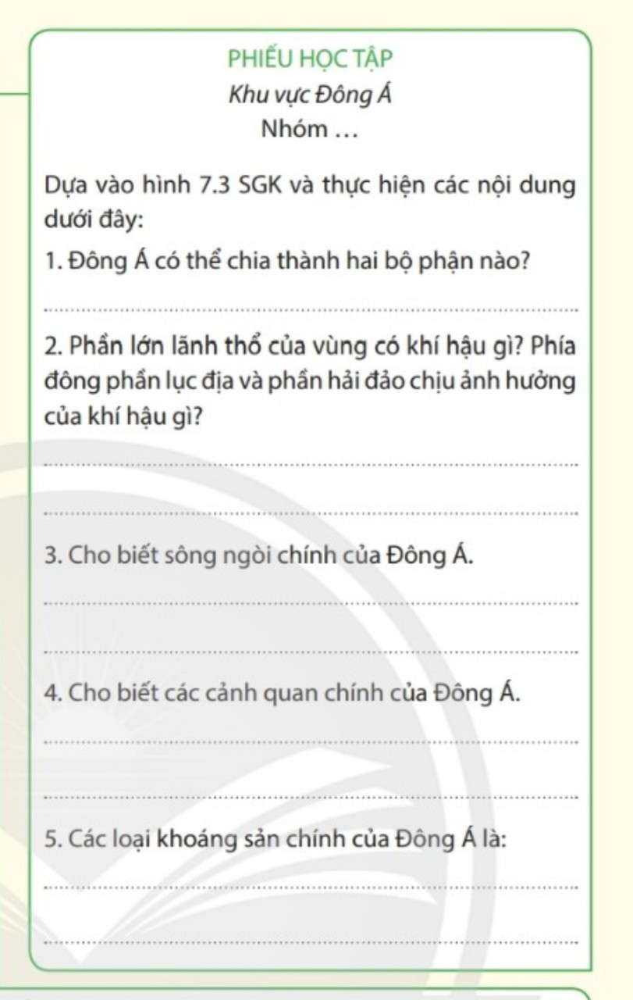 PHIẾU HỌC TẬP
Khu vực Đông Á
Nhóm ...
Dựa vào hình 7.3 SGK và thực hiện các nội dung
dưới đây:
1. Đông Á có thể chia thành hai bộ phận nào?
2. Phần lớn lãnh thổ của vùng có khí hậu gì? Phía
đông phần lục địa và phần hải đảo chịu ảnh hưởng
của khí hậu gì?
3. Cho biết sông ngòi chính của Đông Á.
4. Cho biết các cảnh quan chính của Đông Á.
5. Các loại khoáng sản chính của Đông Á là: